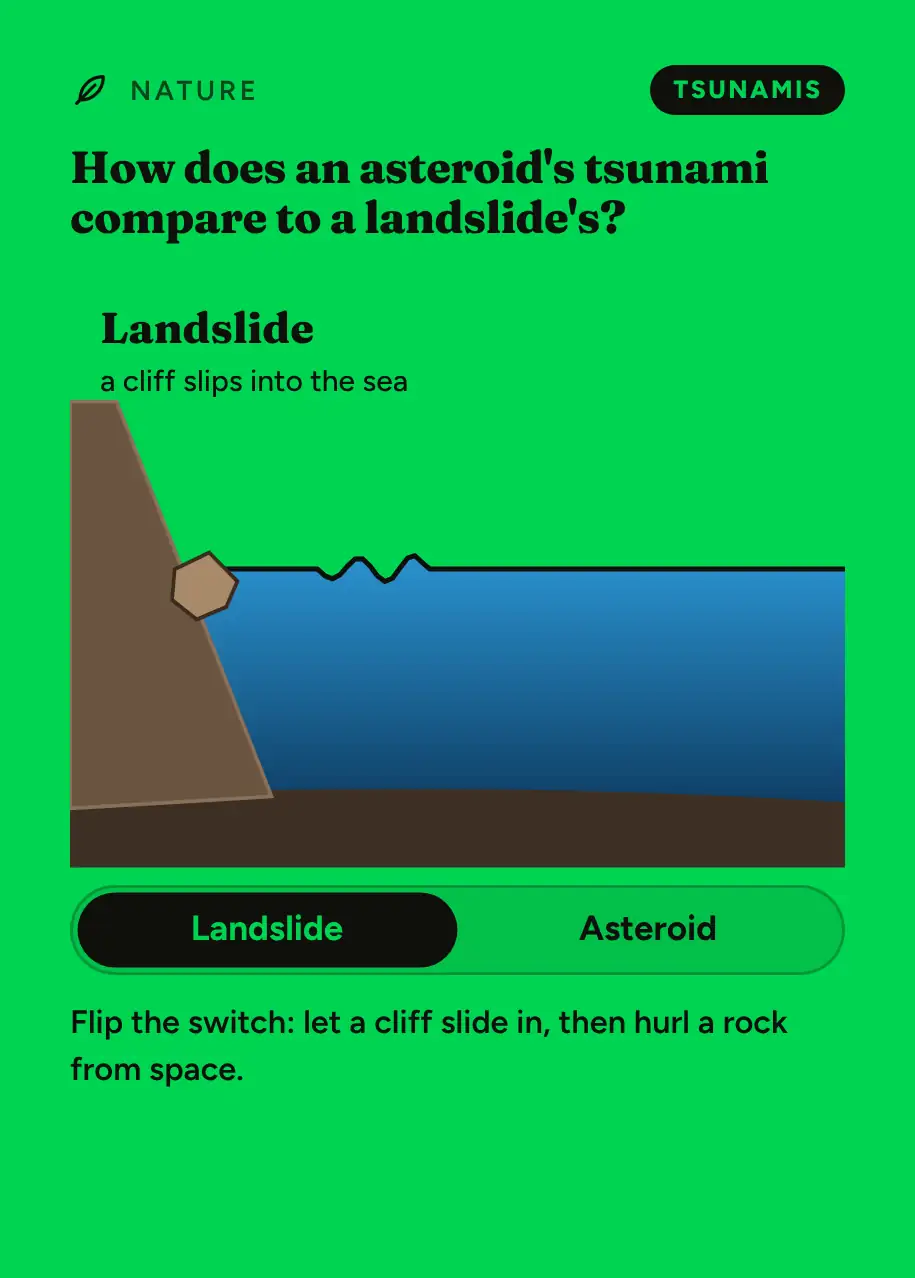 NATURE
TSUNAMIS
How does an asteroid's tsunami
compare to a landslide's?
Landslide
a cliff slips into the sea
Landslide
Asteroid
Flip the switch: let a cliff slide in, then hurl a rock
from space.